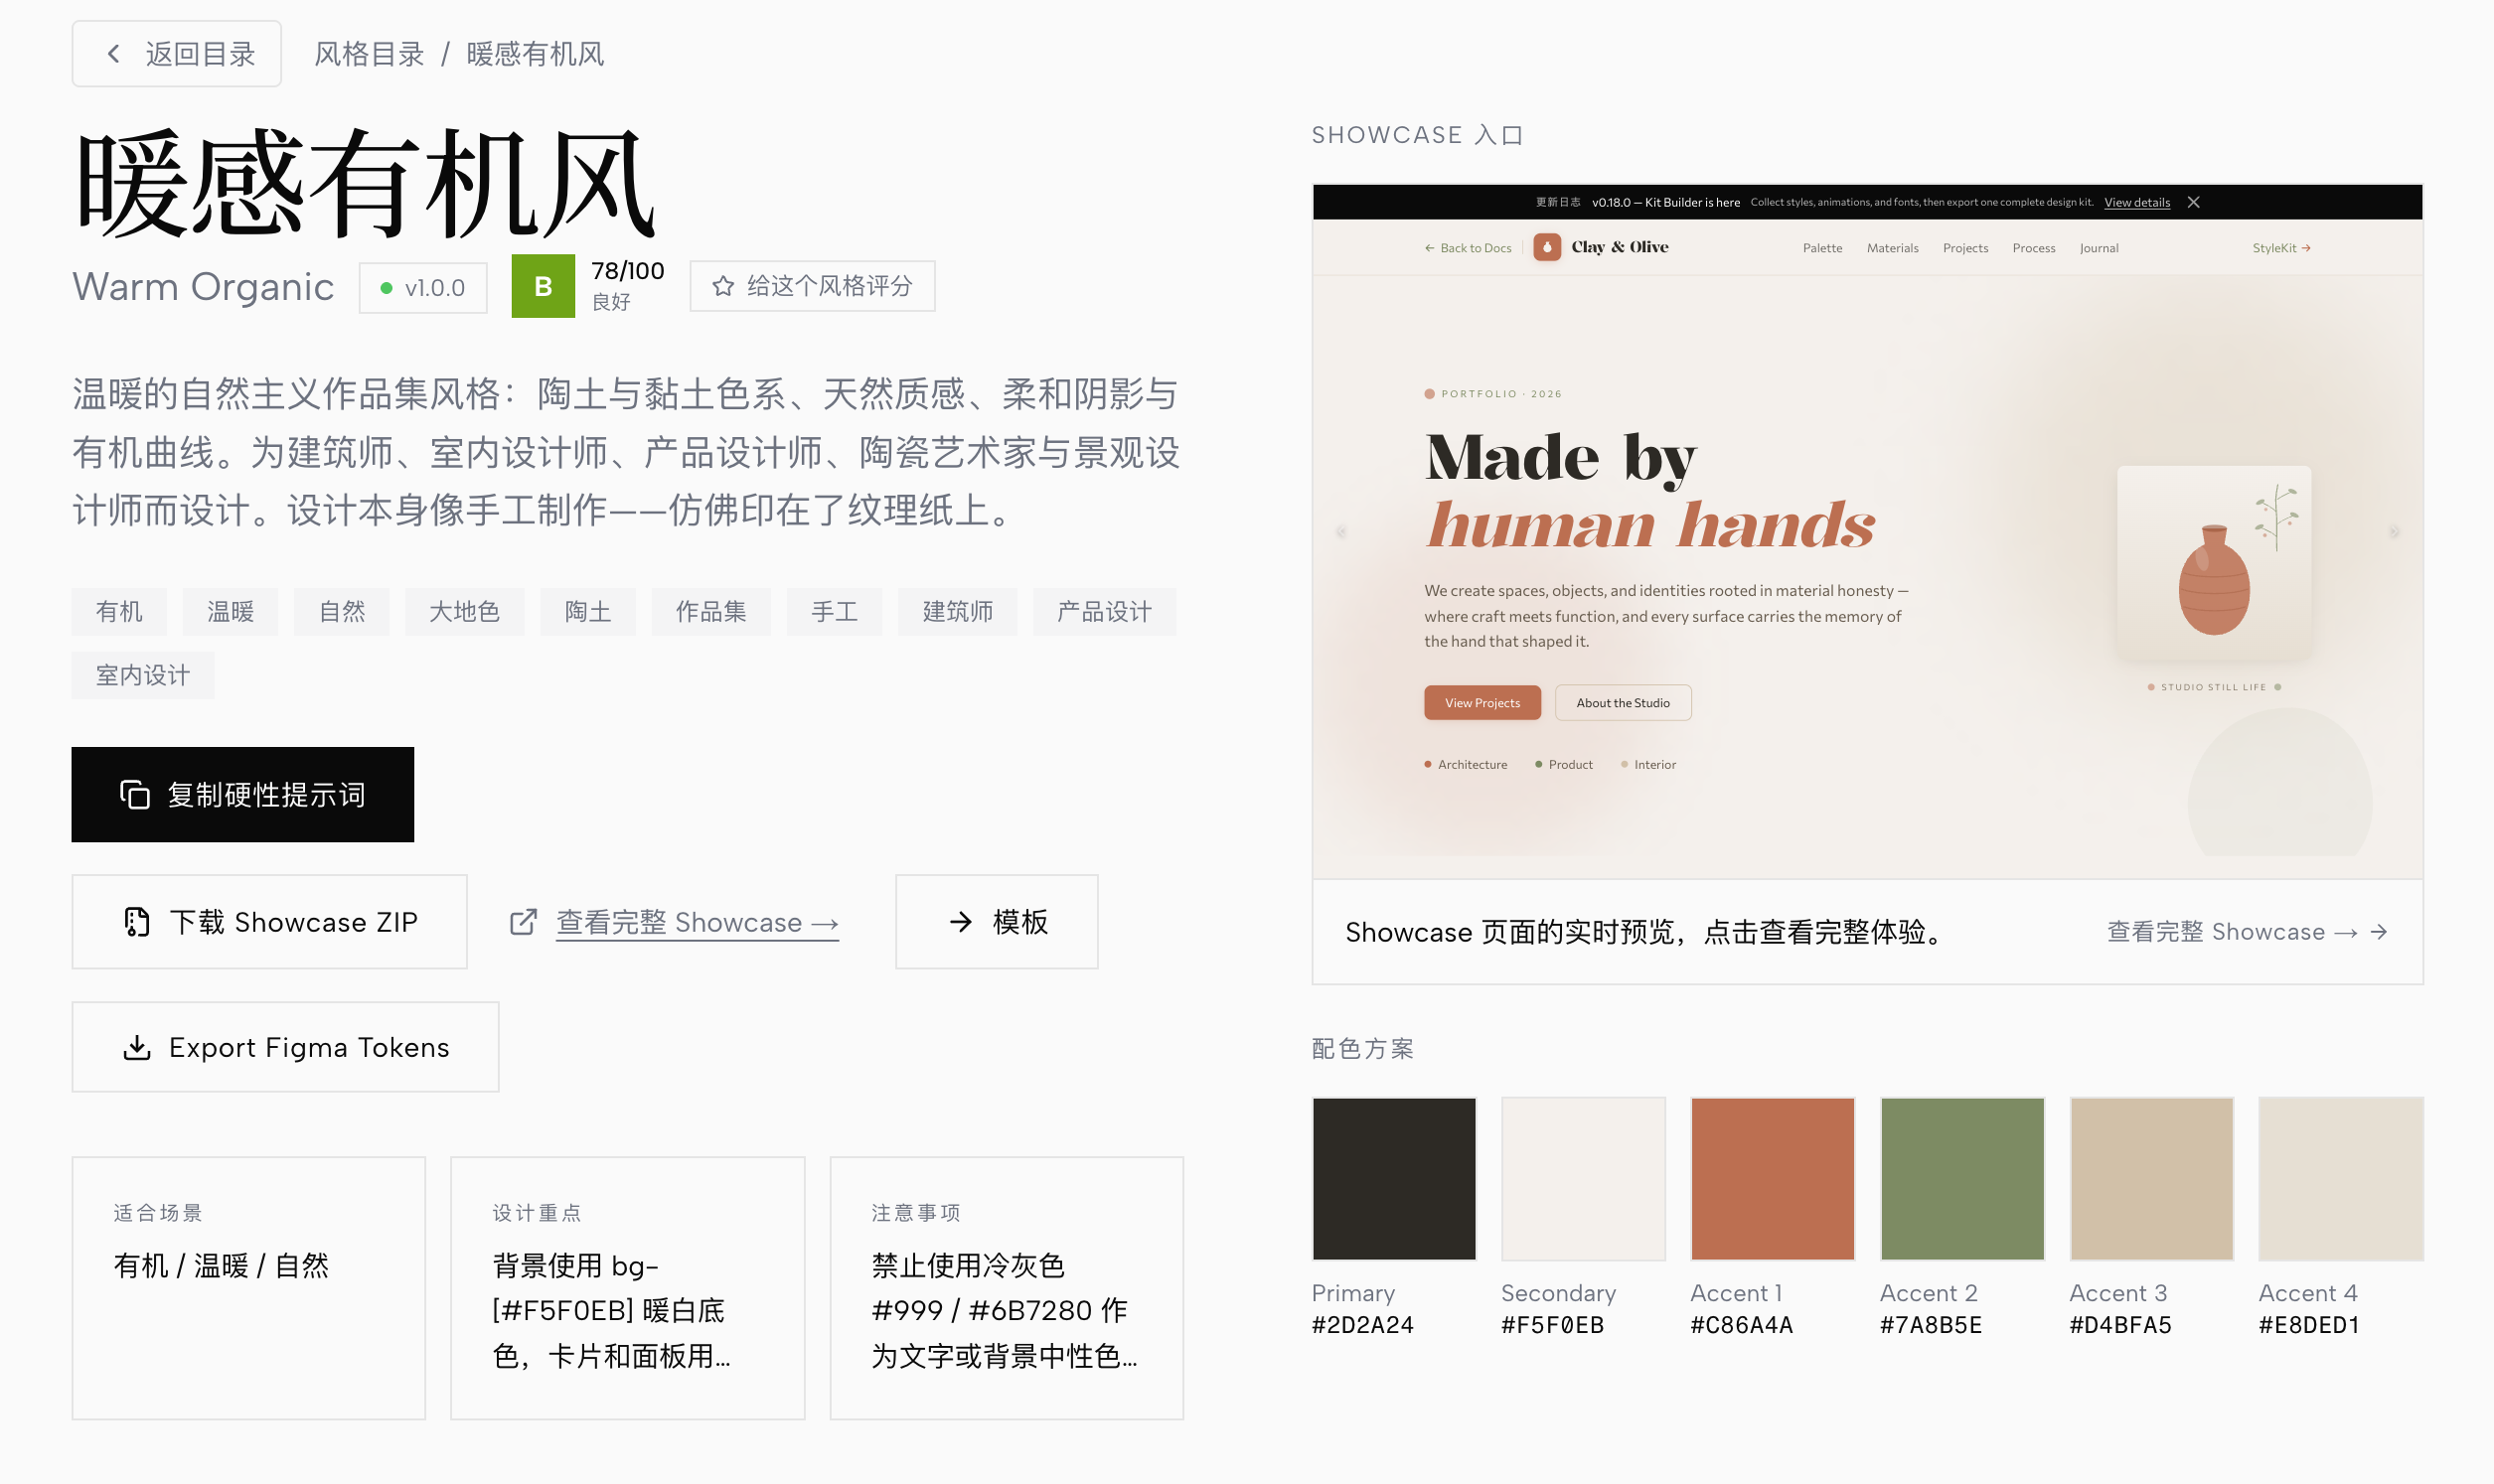 返回目录
风格目录 / 暖感有机风
暖感有机风
Warm Organic
v1.0.0
B
78/100
良好
给这个风格评分
温暖的自然主义作品集风格：陶土与黏土色系、天然质感、柔和阴影与
有机曲线。为建筑师、室内设计师、产品设计师、陶瓷艺术家与景观设
计师而设计。设计本身像手工制作——仿佛印在了纹理纸上。
有机 温暖 自然 大地色 陶土 作品集 手工 建筑师 产品设计
室内设计
复制硬性提示词
下载 Showcase ZIP
查看完整 Showcase →
模板
Export Figma Tokens
适合场景
有机 / 温暖 / 自然
设计重点
背景使用 bg-
[#F5F0EB] 暖白底
色，卡片和面板用...
注意事项
禁止使用冷灰色
#999 / #6B7280 作
为文字或背景中性色...
SHOWCASE 入口
更新日志 v0.18.0 — Kit Builder is here Collect styles, animations, and fonts, then export one complete design kit. View details
← Back to Docs
Clay & Olive
Palette Materials Projects Process Journal
StyleKit →
PORTFOLIO · 2026
Made by
human hands
We create spaces, objects, and identities rooted in material honesty —
where craft meets function, and every surface carries the memory of
the hand that shaped it.
View Projects
About the Studio
Architecture Product Interior
STUDIO STILL LIFE
Showcase 页面的实时预览，点击查看完整体验。
查看完整 Showcase → →
配色方案
Primary
#2D2A24
Secondary
#F5F0EB
Accent 1
#C86A4A
Accent 2
#7A8B5E
Accent 3
#D4BFA5
Accent 4
#E8DED1